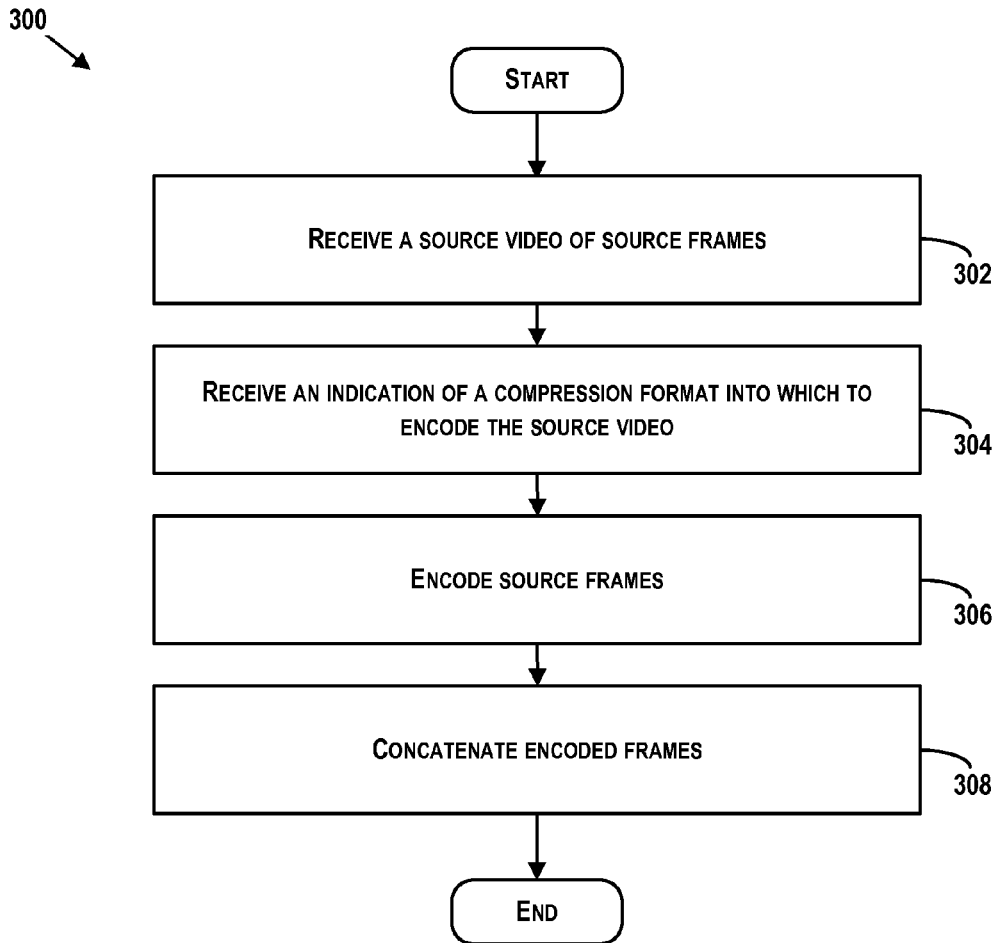 300
START
RECEIVE A SOURCE VIDEO OF SOURCE FRAMES
302
RECEIVE AN INDICATION OF A COMPRESSION FORMAT INTO WHICH TO
ENCODE THE SOURCE VIDEO
304
ENCODE SOURCE FRAMES
306
CONCATENATE ENCODED FRAMES
308
END